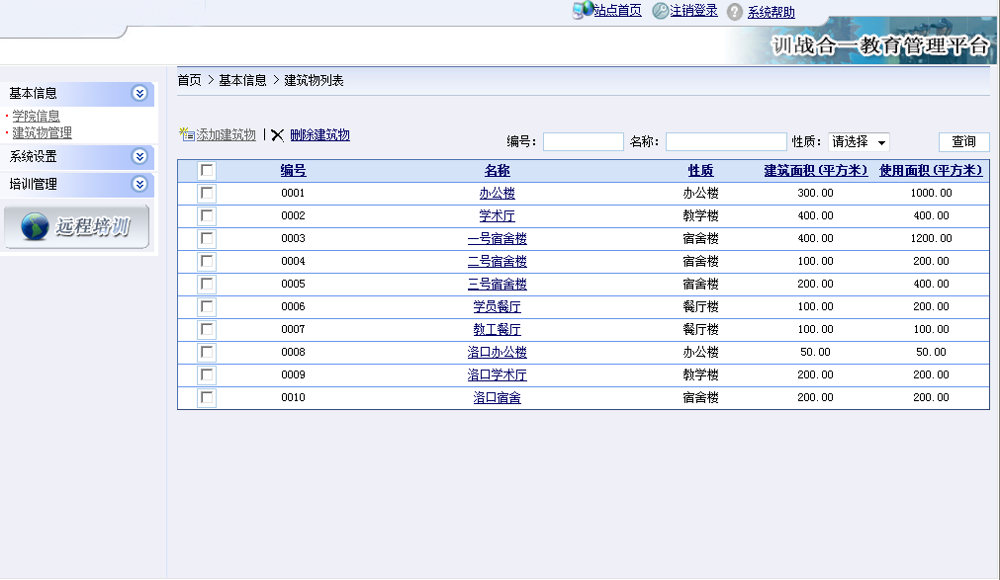 站点首页 注销登录 系统帮助
训战合一教育管理平台
首页 > 基本信息 > 建筑物列表
基本信息
学院信息
建筑物管理
系统设置
培训管理
远程培训
添加建筑物 | 删除建筑物
编号： 名称： 性质： 请选择 查询
编号 名称 性质 建筑面积(平方米) 使用面积(平方米)
0001 办公楼 办公楼 300.00 1000.00
0002 学术厅 教学楼 400.00 400.00
0003 一号宿舍楼 宿舍楼 400.00 1200.00
0004 二号宿舍楼 宿舍楼 100.00 200.00
0005 三号宿舍楼 宿舍楼 200.00 400.00
0006 学员餐厅 餐厅楼 100.00 200.00
0007 教工餐厅 餐厅楼 100.00 100.00
0008 洛口办公楼 办公楼 50.00 50.00
0009 洛口学术厅 教学楼 200.00 200.00
0010 洛口宿舍 宿舍楼 200.00 200.00